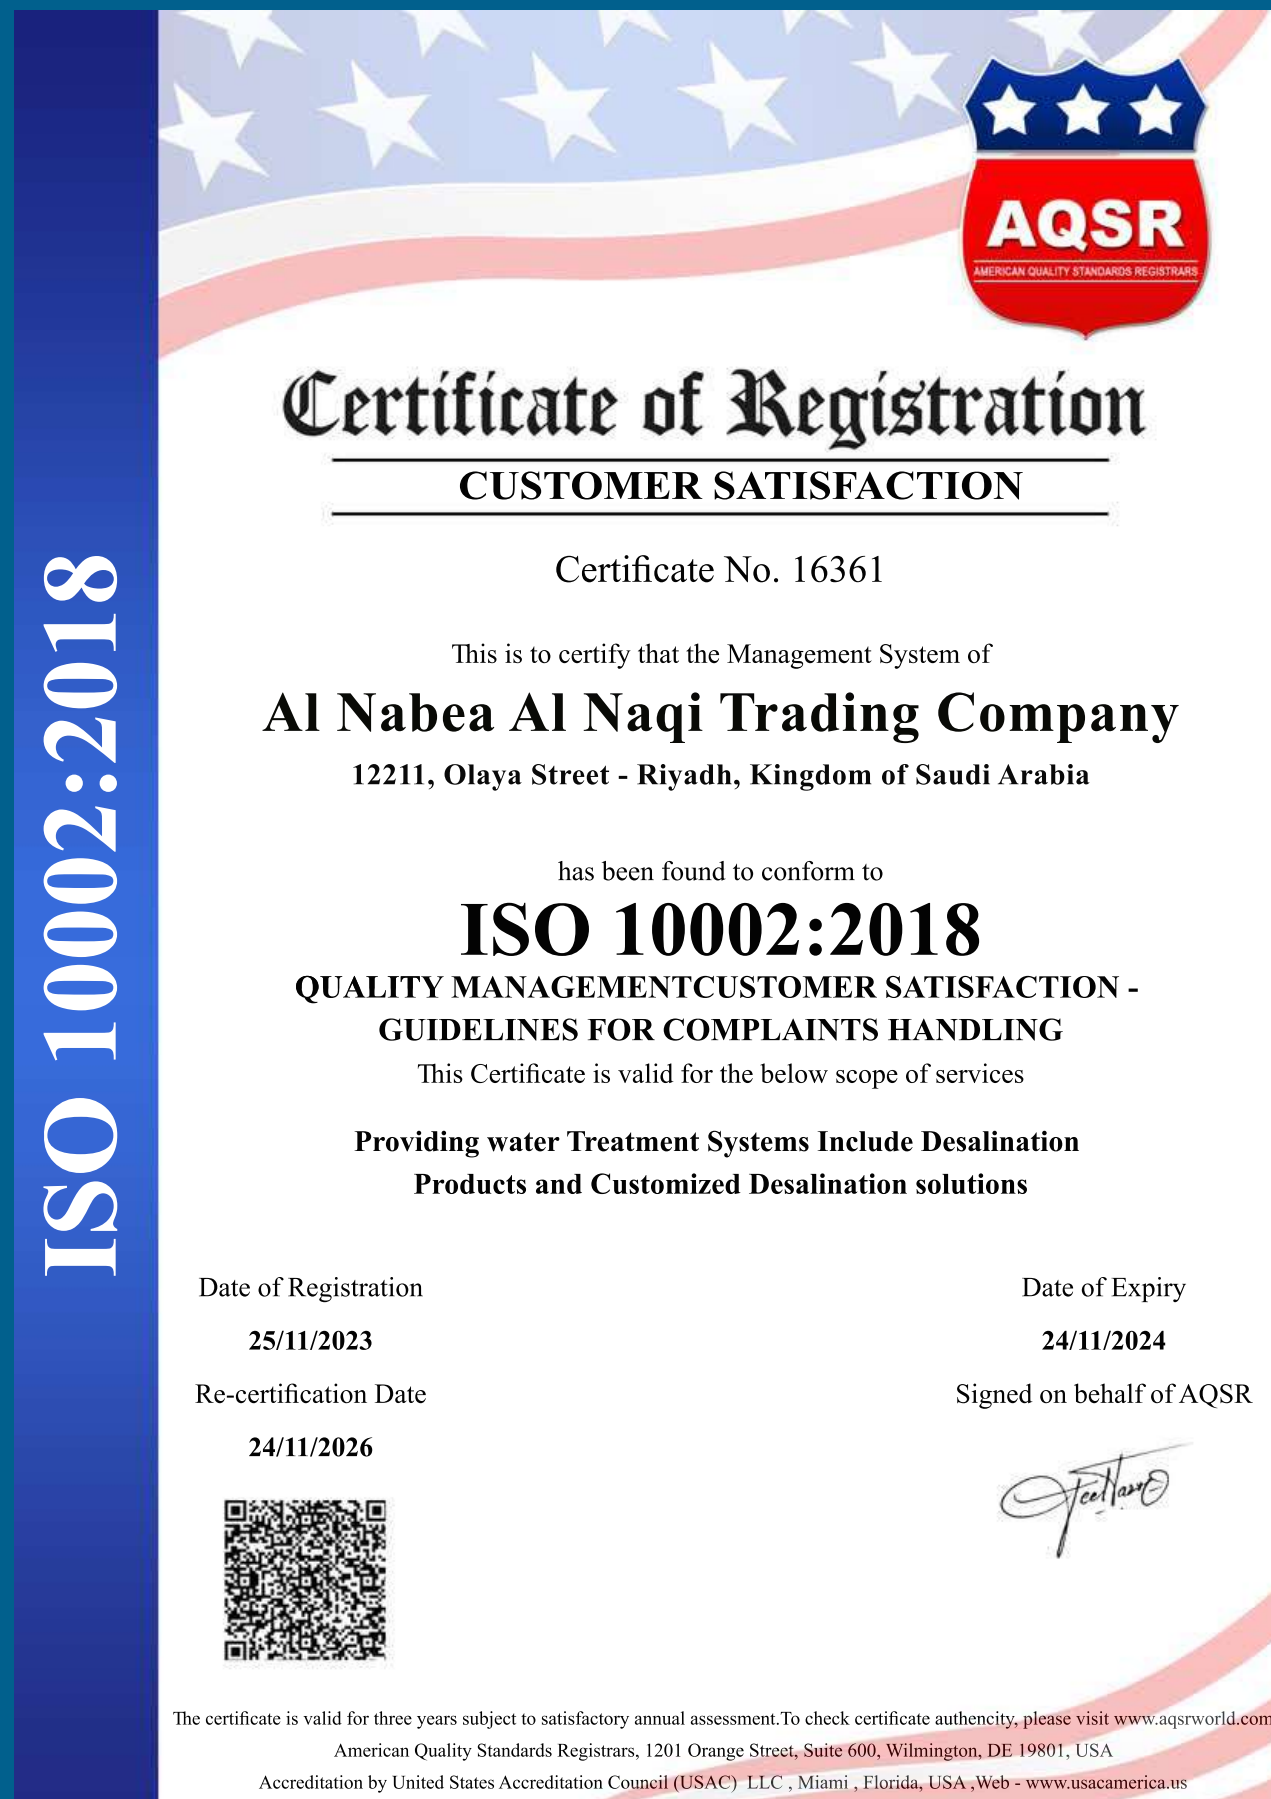 AQSR
AMERICAN QUALITY STANDARDS REGISTRARS
Certificate of Registration
CUSTOMER SATISFACTION
Certificate No. 16361
This is to certify that the Management System of
Al Nabea Al Naqi Trading Company
12211, Olaya Street - Riyadh, Kingdom of Saudi Arabia
has been found to conform to
ISO 10002:2018
QUALITY MANAGEMENTCUSTOMER SATISFACTION -
GUIDELINES FOR COMPLAINTS HANDLING
This Certificate is valid for the below scope of services
Providing water Treatment Systems Include Desalination
Products and Customized Desalination solutions
Date of Registration
25/11/2023
Re-certification Date
24/11/2026
Date of Expiry
24/11/2024
Signed on behalf of AQSR
The certificate is valid for three years subject to satisfactory annual assessment.To check certificate authencity, please visit www.aqsrworld.com
American Quality Standards Registrars, 1201 Orange Street, Suite 600, Wilmington, DE 19801, USA
Accreditation by United States Accreditation Council (USAC) LLC , Miami , Florida, USA ,Web - www.usacamerica.us
ISO 10002:2018